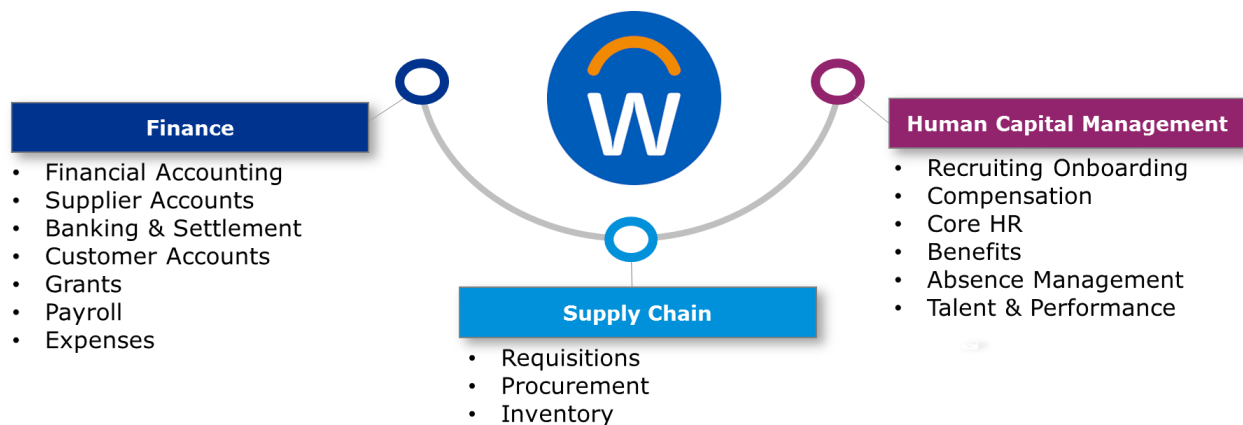 W
Finance
• Financial Accounting
• Supplier Accounts
• Banking & Settlement
• Customer Accounts
• Grants
• Payroll
• Expenses
Supply Chain
• Requisitions
• Procurement
• Inventory
Human Capital Management
• Recruiting Onboarding
• Compensation
• Core HR
• Benefits
• Absence Management
• Talent & Performance